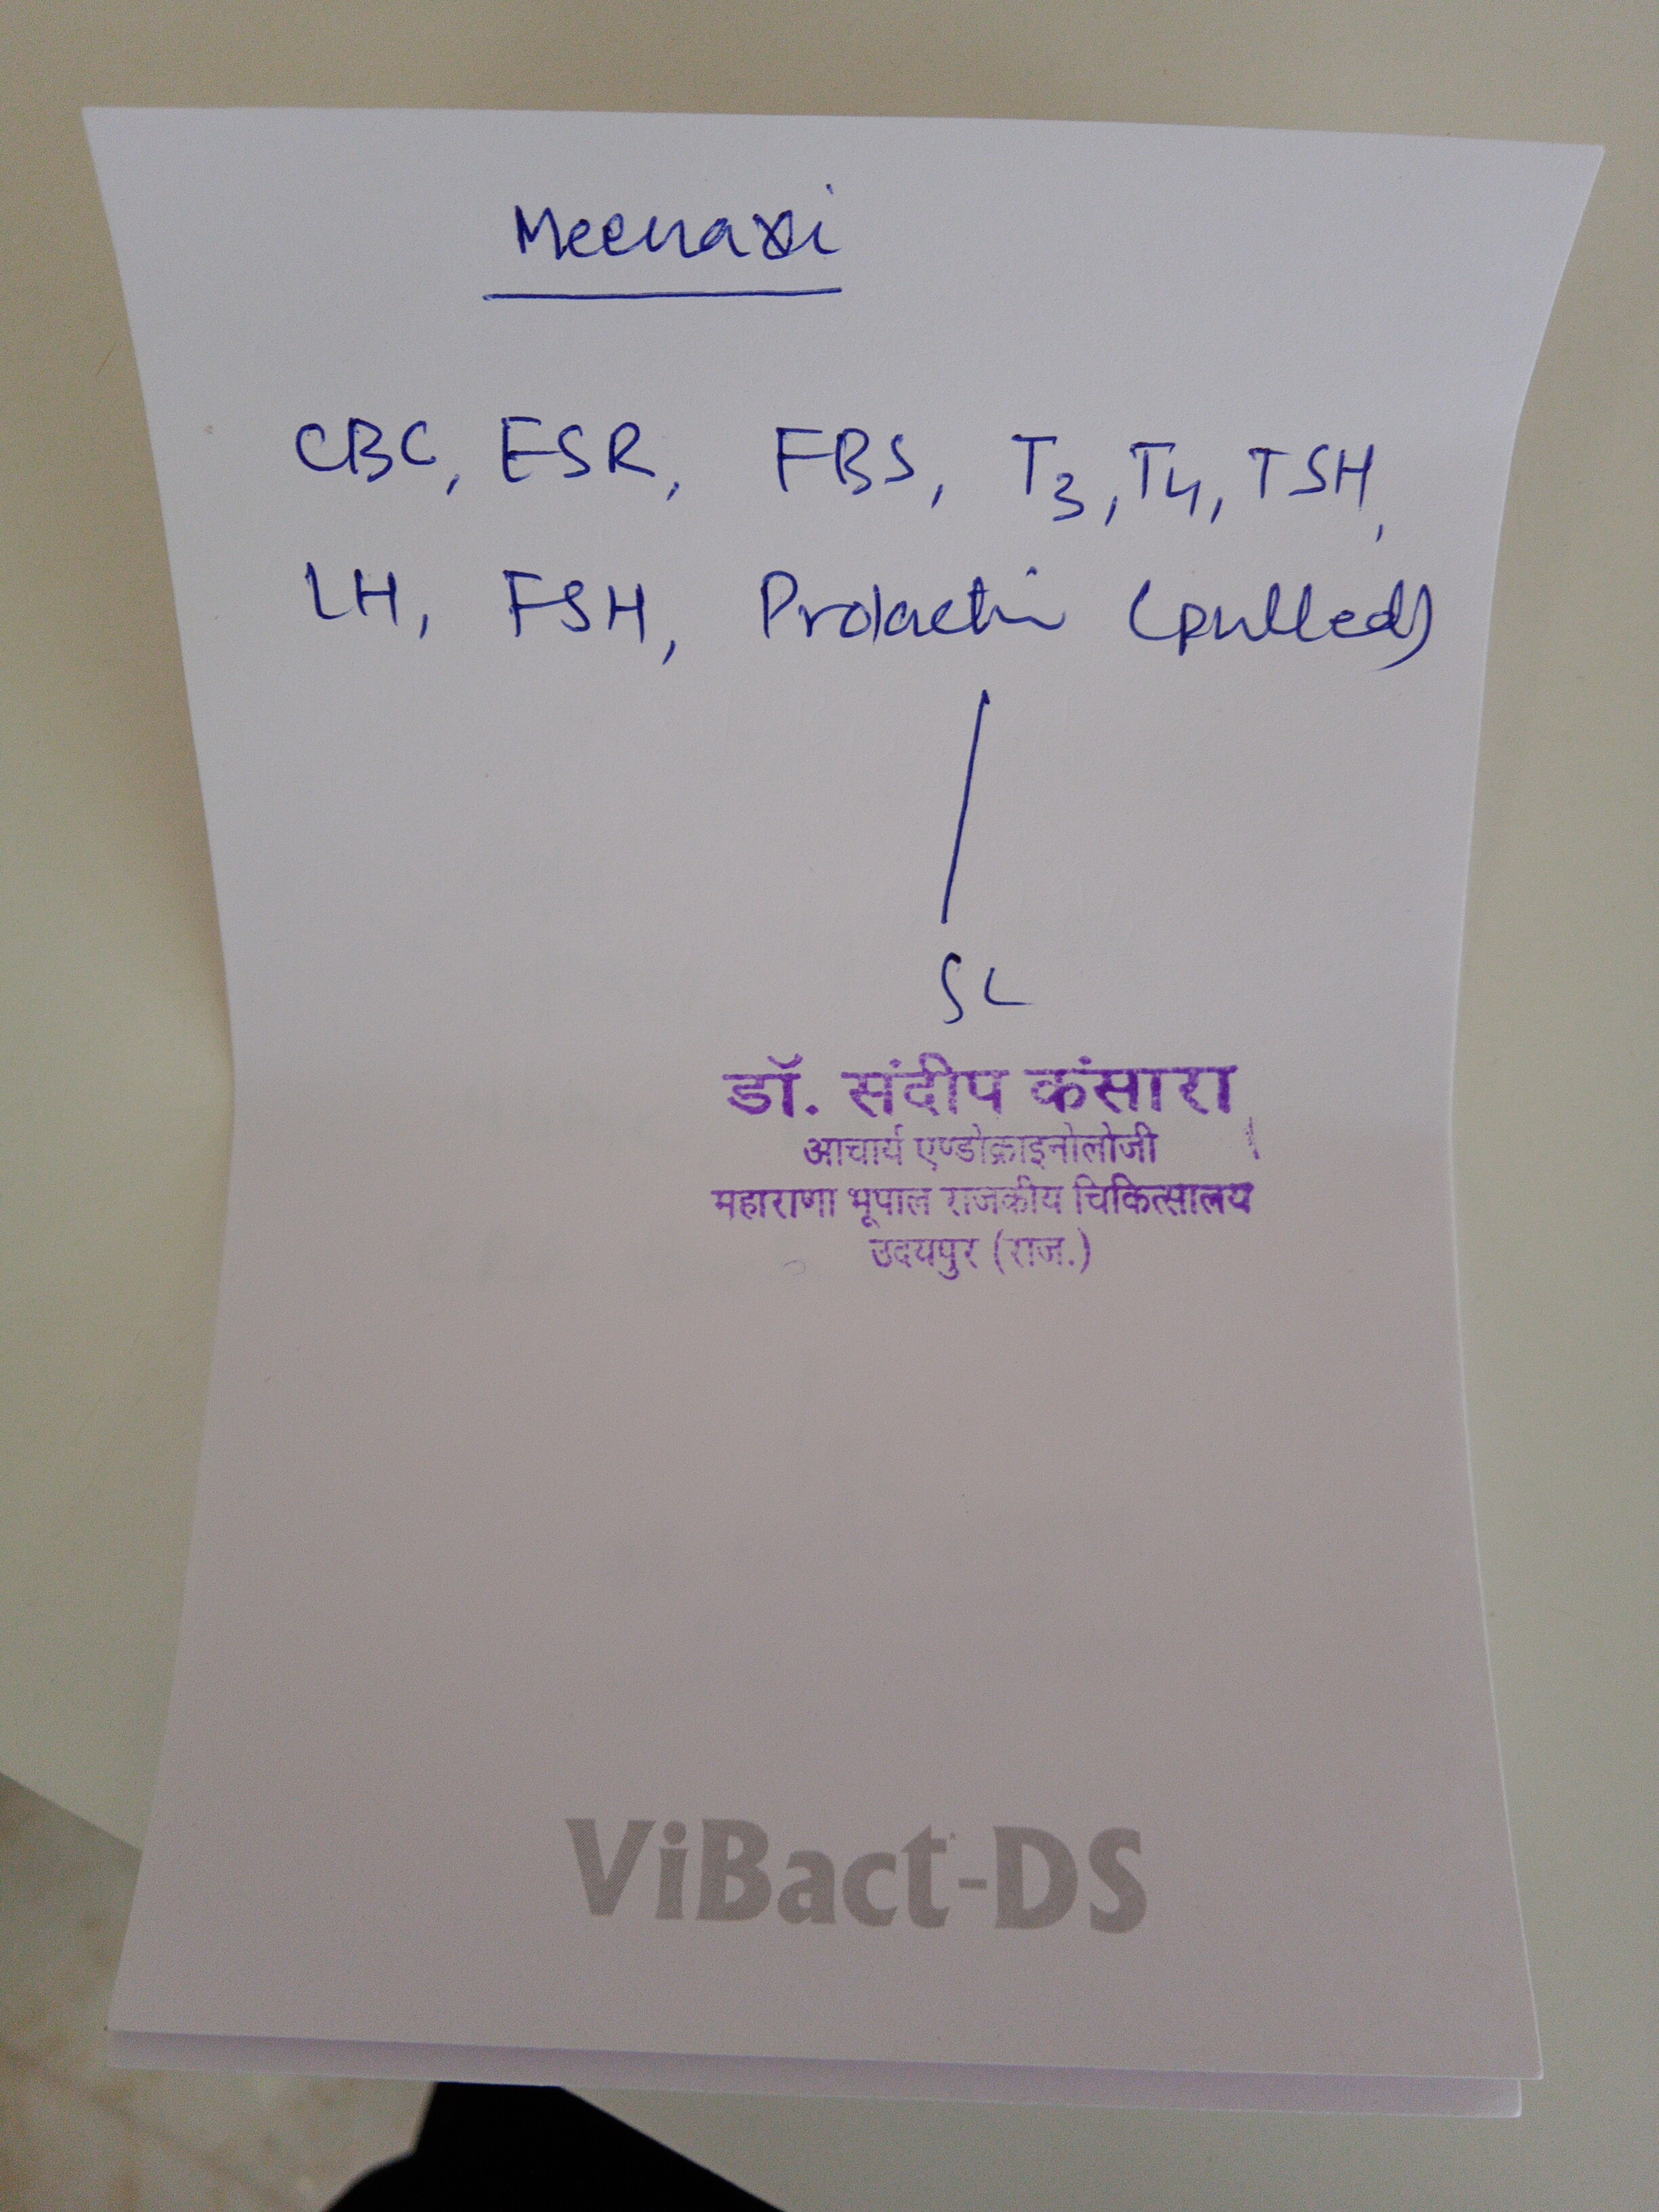 Meenaxi
CBC, ESR, FBS, T3, T4, TSH,
LH, FSH, Prolactin (pulled)
डॉ. संदीप कंसारा
आचार्य एण्डोक्राइनोलोजी
महाराणा भूपाल राजकीय चिकित्सालय
उदयपुर (राज.)
ViBact-DS